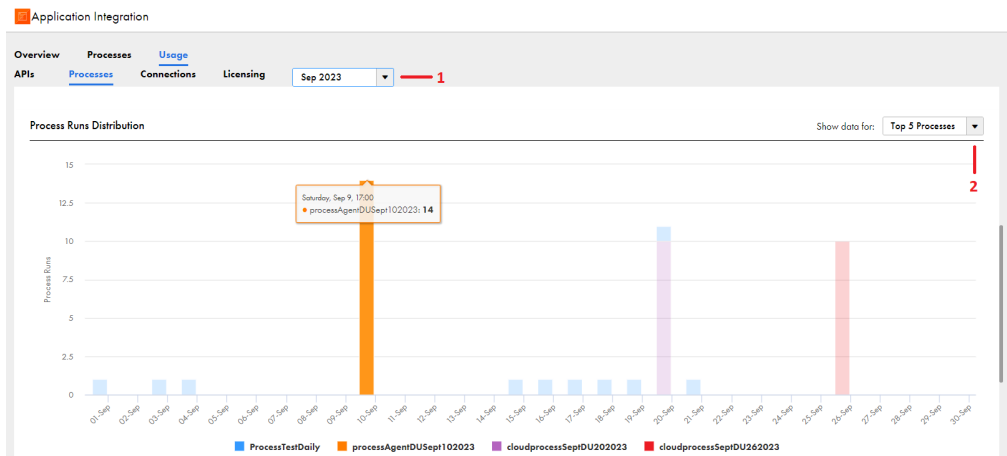 Application Integration
Overview Processes Usage
APIs Processes Connections Licensing Sep 2023 1
Process Runs Distribution Show data for: Top 5 Processes
2
15
12.5
10
7.5
5
2.5
0
Process Runs
Saturday, Sep 9, 17:00
processAgentDUSept102023: 14
01-Sep 02-Sep 03-Sep 04-Sep 05-Sep 06-Sep 07-Sep 08-Sep 09-Sep 10-Sep 11-Sep 12-Sep 13-Sep 14-Sep 15-Sep 16-Sep 17-Sep 18-Sep 19-Sep 20-Sep 21-Sep 22-Sep 23-Sep 24-Sep 25-Sep 26-Sep 27-Sep 28-Sep 29-Sep 30-Sep
ProcessTestDaily processAgentDUSept102023 cloudprocessSeptDU202023 cloudprocessSeptDU262023